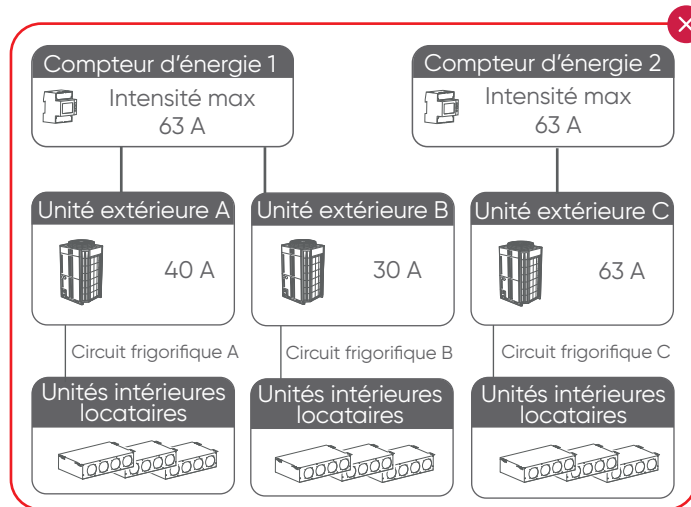 Compteur d'énergie 1
Intensité max
63 A
Compteur d'énergie 2
Intensité max
63 A
Unité extérieure A
40 A
Unité extérieure B
30 A
Unité extérieure C
63 A
Circuit frigorifique A
Circuit frigorifique B
Circuit frigorifique C
Unités intérieures
locataires
Unités intérieures
locataires
Unités intérieures
locataires